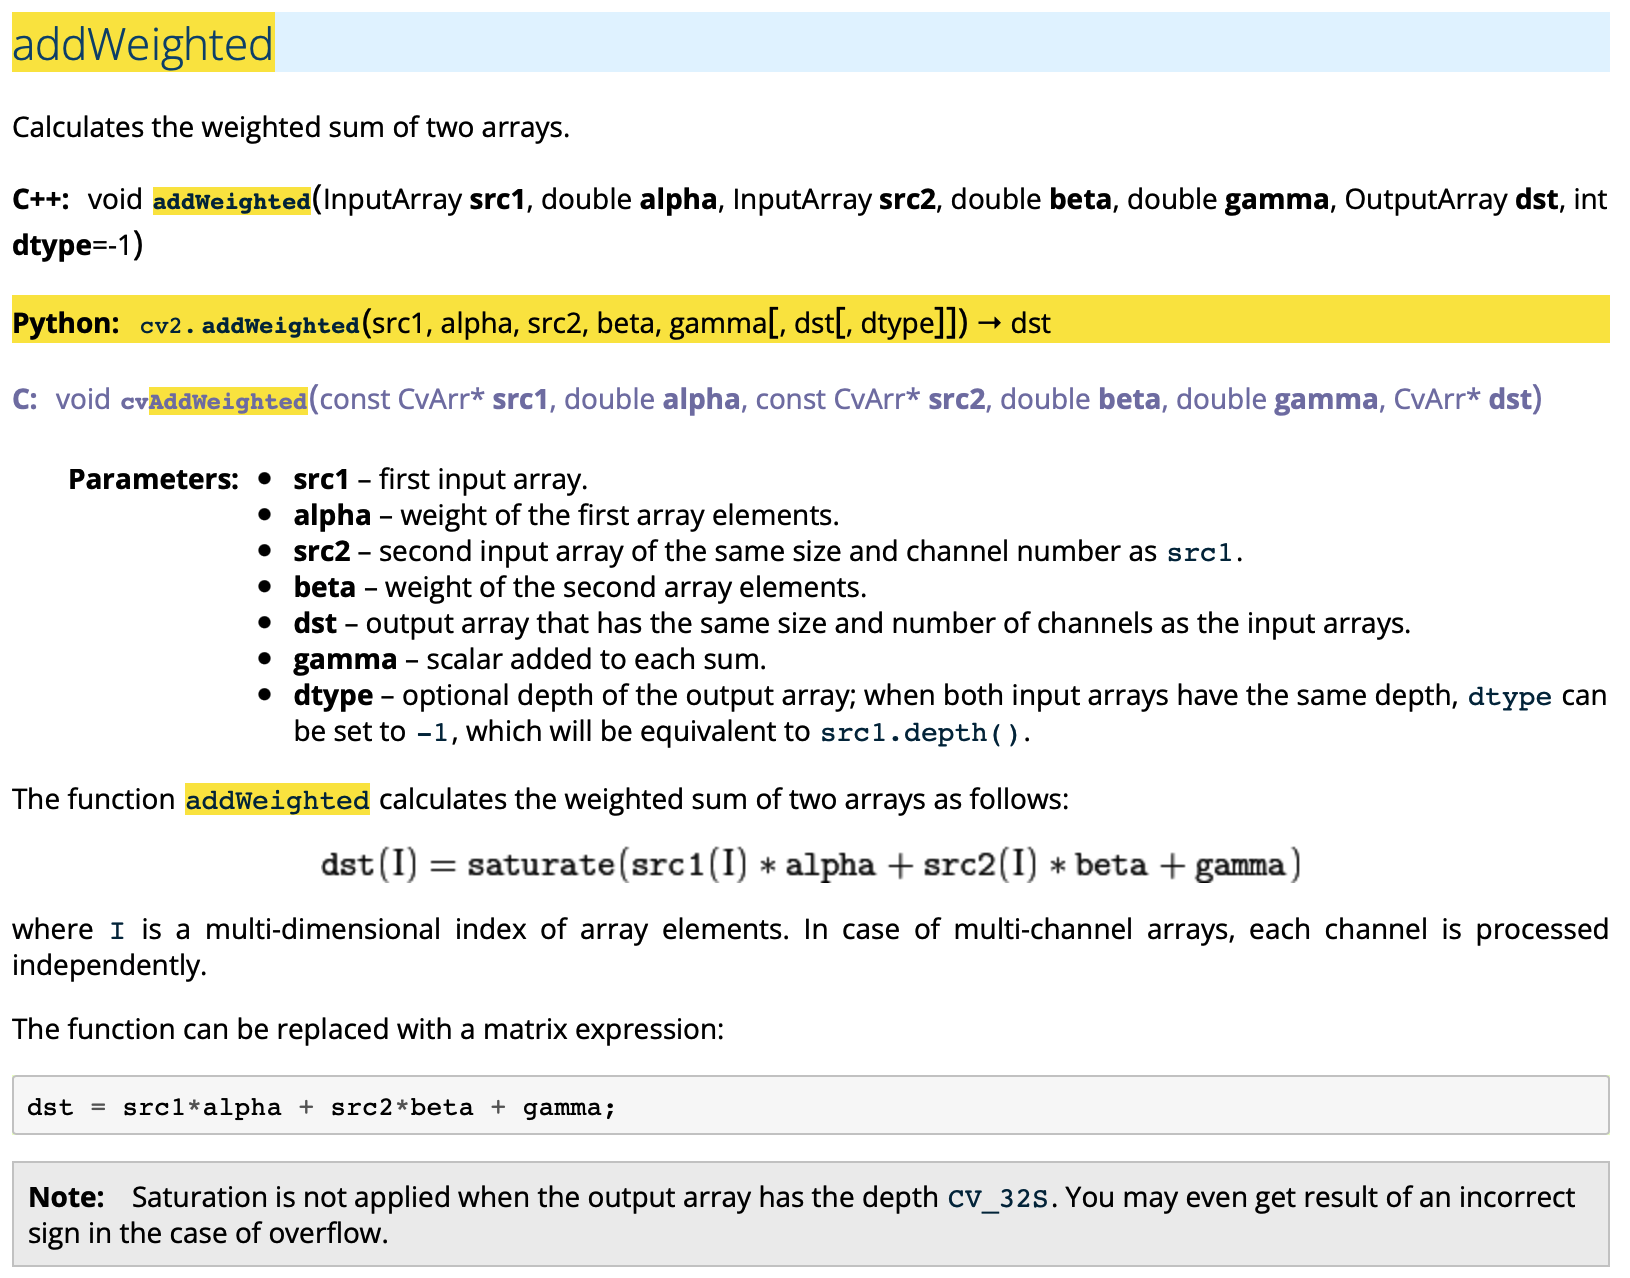 addWeighted
Calculates the weighted sum of two arrays.
C++: void addWeighted(InputArray src1, double alpha, InputArray src2, double beta, double gamma, OutputArray dst, int
dtype=-1)
Python: cv2.addWeighted(src1, alpha, src2, beta, gamma[, dst[, dtype]]) → dst
C: void cvAddWeighted(const CvArr* src1, double alpha, const CvArr* src2, double beta, double gamma, CvArr* dst)
Parameters: • src1 – first input array.
• alpha – weight of the first array elements.
• src2 – second input array of the same size and channel number as src1.
• beta – weight of the second array elements.
• dst – output array that has the same size and number of channels as the input arrays.
• gamma – scalar added to each sum.
• dtype – optional depth of the output array; when both input arrays have the same depth, dtype can
be set to -1, which will be equivalent to src1.depth().
The function addWeighted calculates the weighted sum of two arrays as follows:
dst(I) = saturate(src1(I) * alpha + src2(I) * beta + gamma)
where I is a multi-dimensional index of array elements. In case of multi-channel arrays, each channel is processed
independently.
The function can be replaced with a matrix expression:
dst = src1*alpha + src2*beta + gamma;
Note: Saturation is not applied when the output array has the depth CV_32S. You may even get result of an incorrect
sign in the case of overflow.